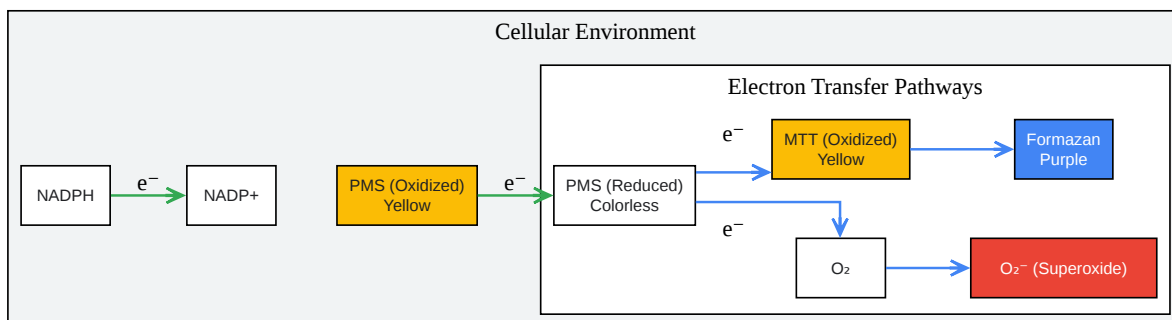 Cellular Environment
Electron Transfer Pathways
NADPH
e⁻
NADP+
PMS (Oxidized)
Yellow
e⁻
PMS (Reduced)
Colorless
e⁻
MTT (Oxidized)
Yellow
Formazan
Purple
e⁻
O₂
O₂⁻ (Superoxide)